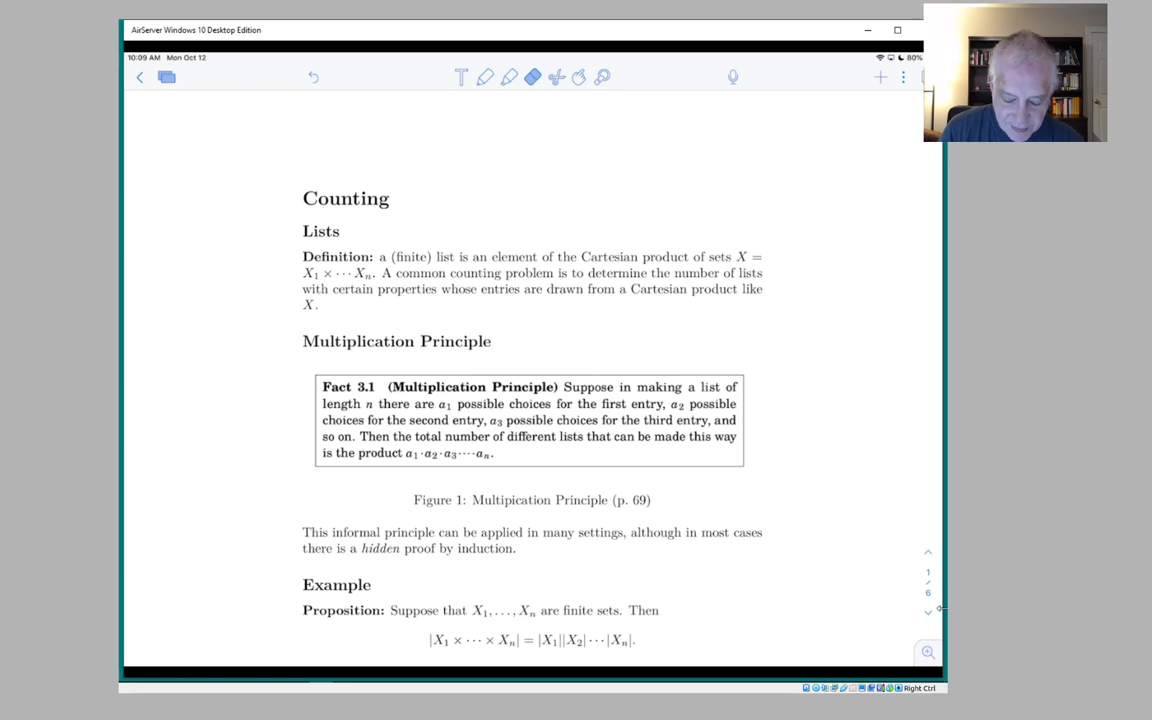 AirServer Windows 10 Desktop Edition
10:09 AM Mon Oct 12
80%
Counting
Lists
Definition: a (finite) list is an element of the Cartesian product of sets X =
X₁ × ⋯ Xₙ. A common counting problem is to determine the number of lists
with certain properties whose entries are drawn from a Cartesian product like
X.
Multiplication Principle
Fact 3.1 (Multiplication Principle) Suppose in making a list of
length n there are a₁ possible choices for the first entry, a₂ possible
choices for the second entry, a₃ possible choices for the third entry, and
so on. Then the total number of different lists that can be made this way
is the product a₁·a₂·a₃·⋯·aₙ.
Figure 1: Multipication Principle (p. 69)
This informal principle can be applied in many settings, although in most cases
there is a hidden proof by induction.
Example
Proposition: Suppose that X₁, . . . , Xₙ are finite sets. Then
|X₁ × ⋯ × Xₙ| = |X₁||X₂| ⋯ |Xₙ|.
1
/
6
Right Ctrl